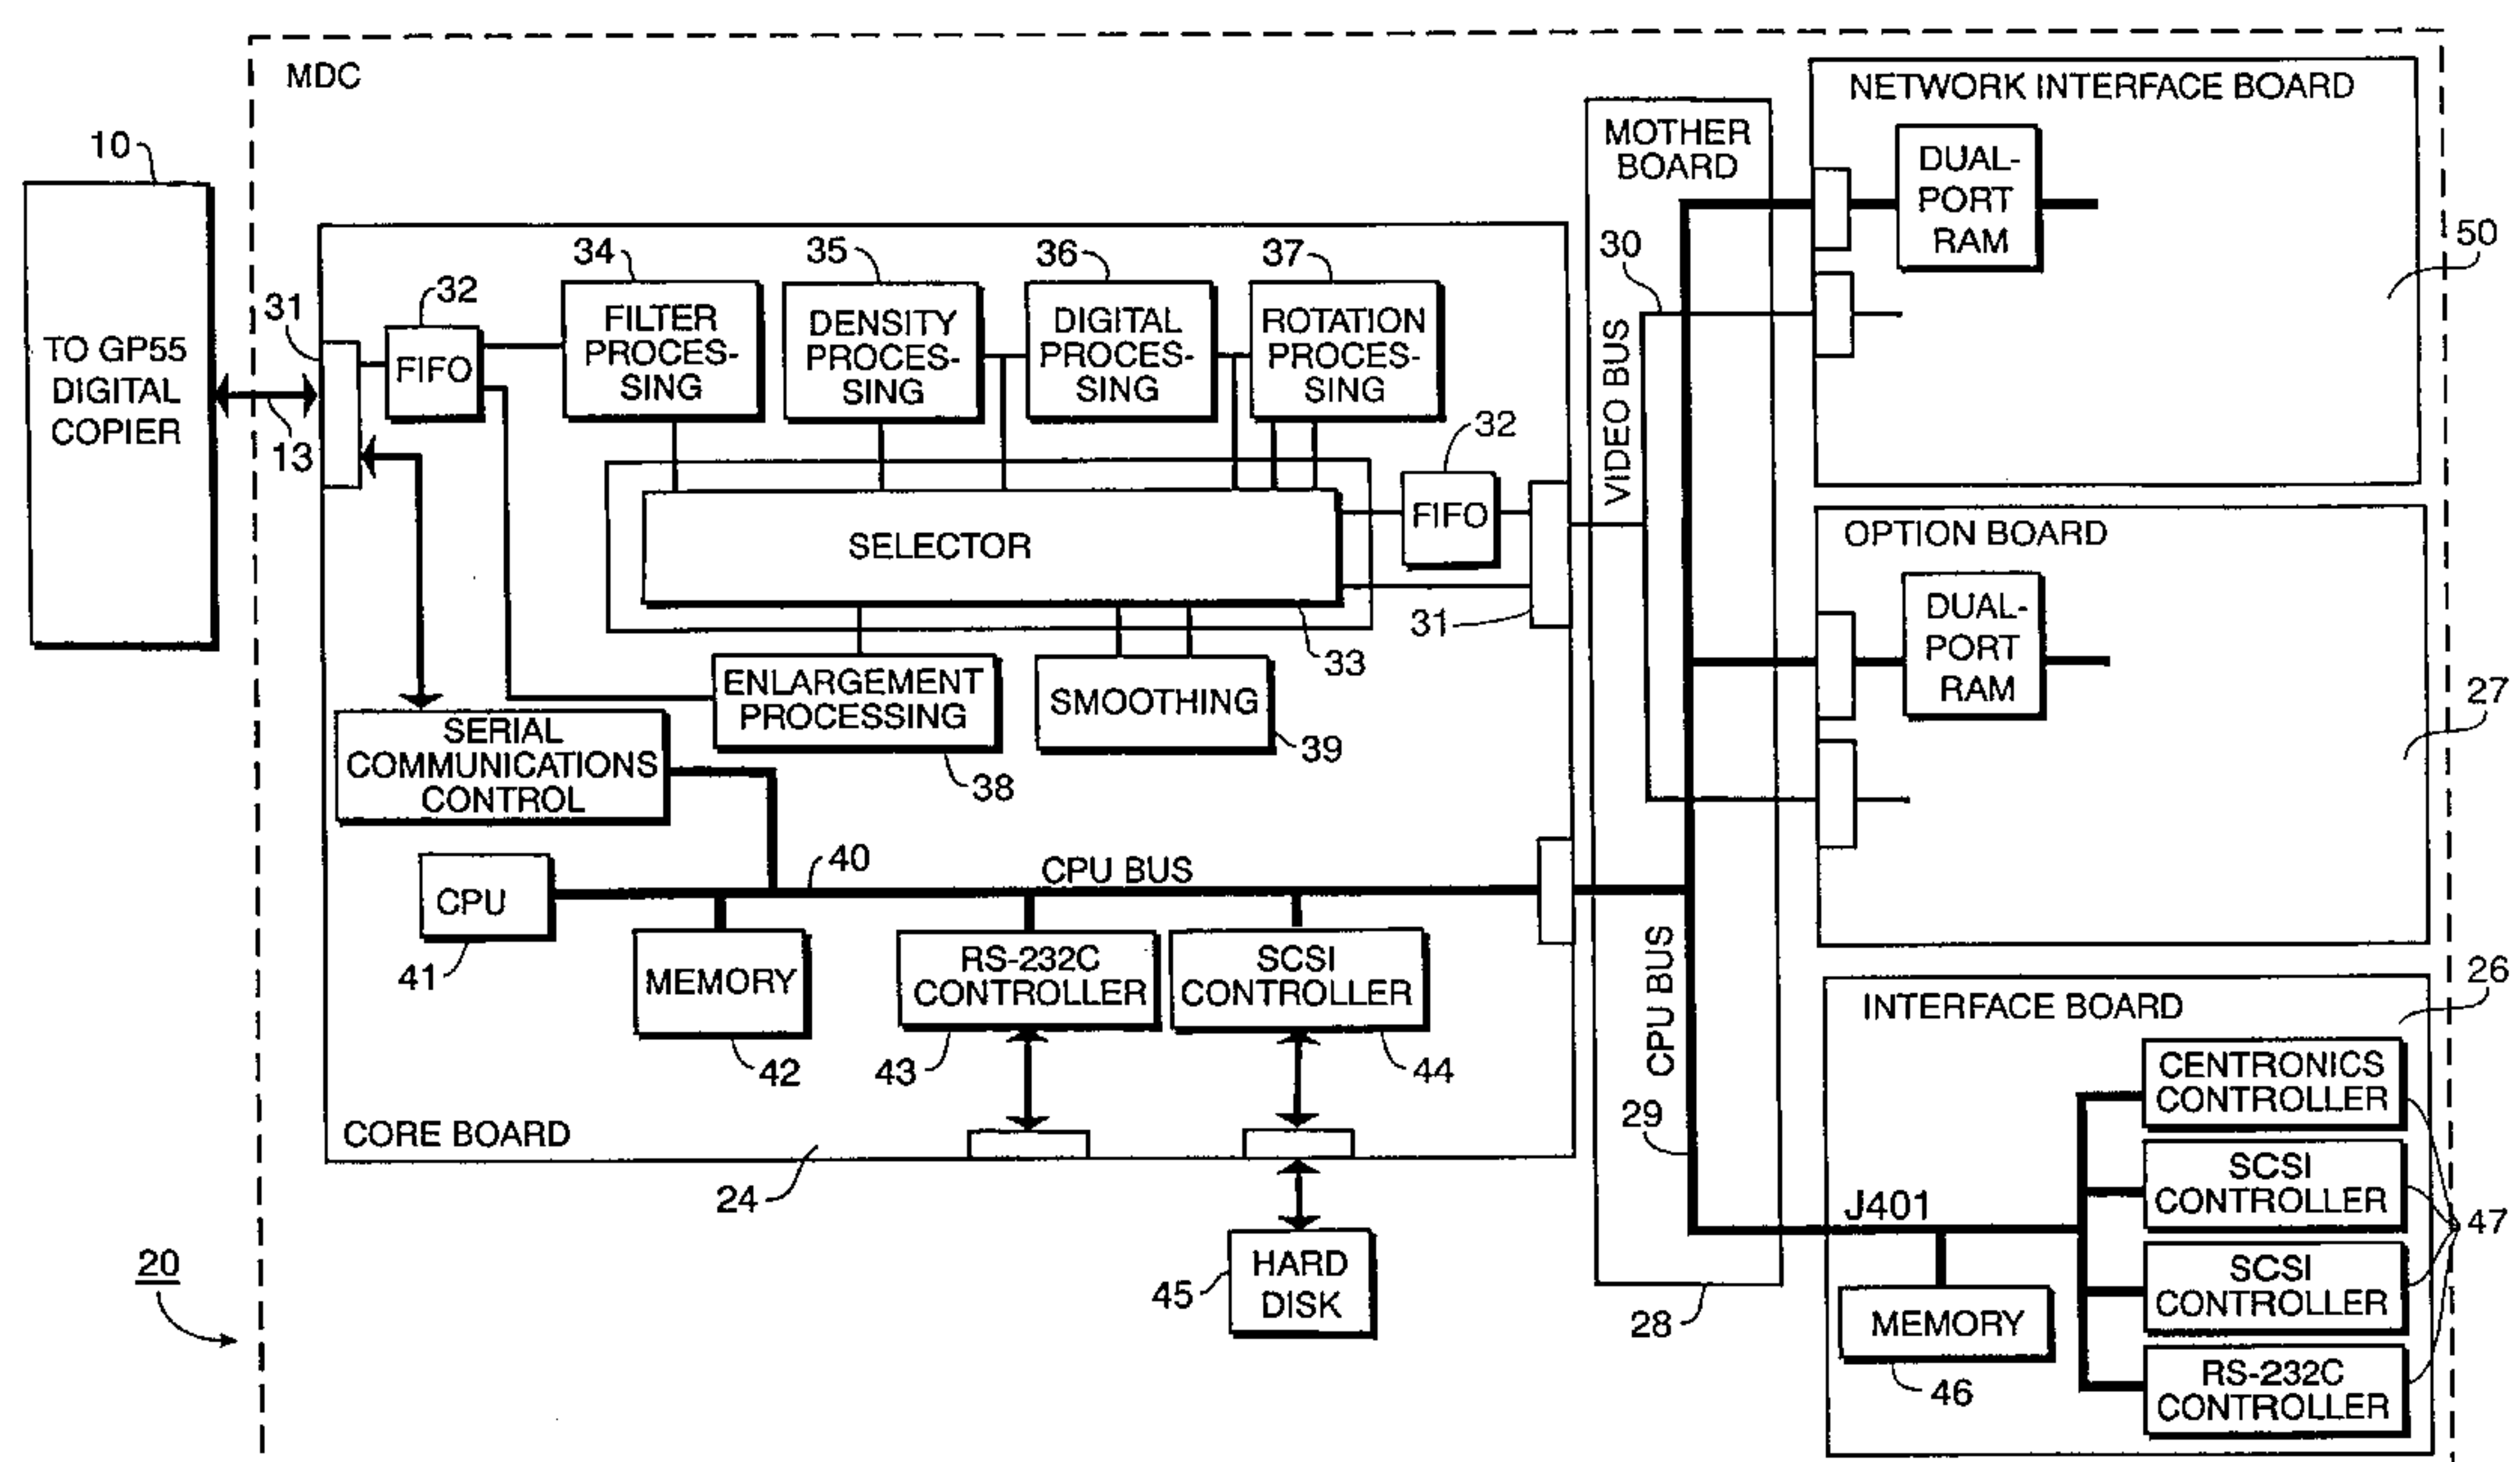 MDC
10
TO GP55
DIGITAL
COPIER
13
31
32
FIFO
34
FILTER
PROCES-
SING
35
DENSITY
PROCES-
SING
36
DIGITAL
PROCES-
SING
37
ROTATION
PROCES-
SING
32
FIFO
SELECTOR
31
33
ENLARGEMENT
PROCESSING
38
SMOOTHING
39
SERIAL
COMMUNICATIONS
CONTROL
CPU
41
40
CPU BUS
MEMORY
42
RS-232C
CONTROLLER
43
SCSI
CONTROLLER
44
CORE BOARD
24
HARD
DISK
45
20
MOTHER
BOARD
30
VIDEO BUS
CPU BUS
29
28
NETWORK INTERFACE BOARD
DUAL-
PORT
RAM
50
OPTION BOARD
DUAL-
PORT
RAM
27
INTERFACE BOARD
26
J401
MEMORY
46
CENTRONICS
CONTROLLER
SCSI
CONTROLLER
SCSI
CONTROLLER
RS-232C
CONTROLLER
47